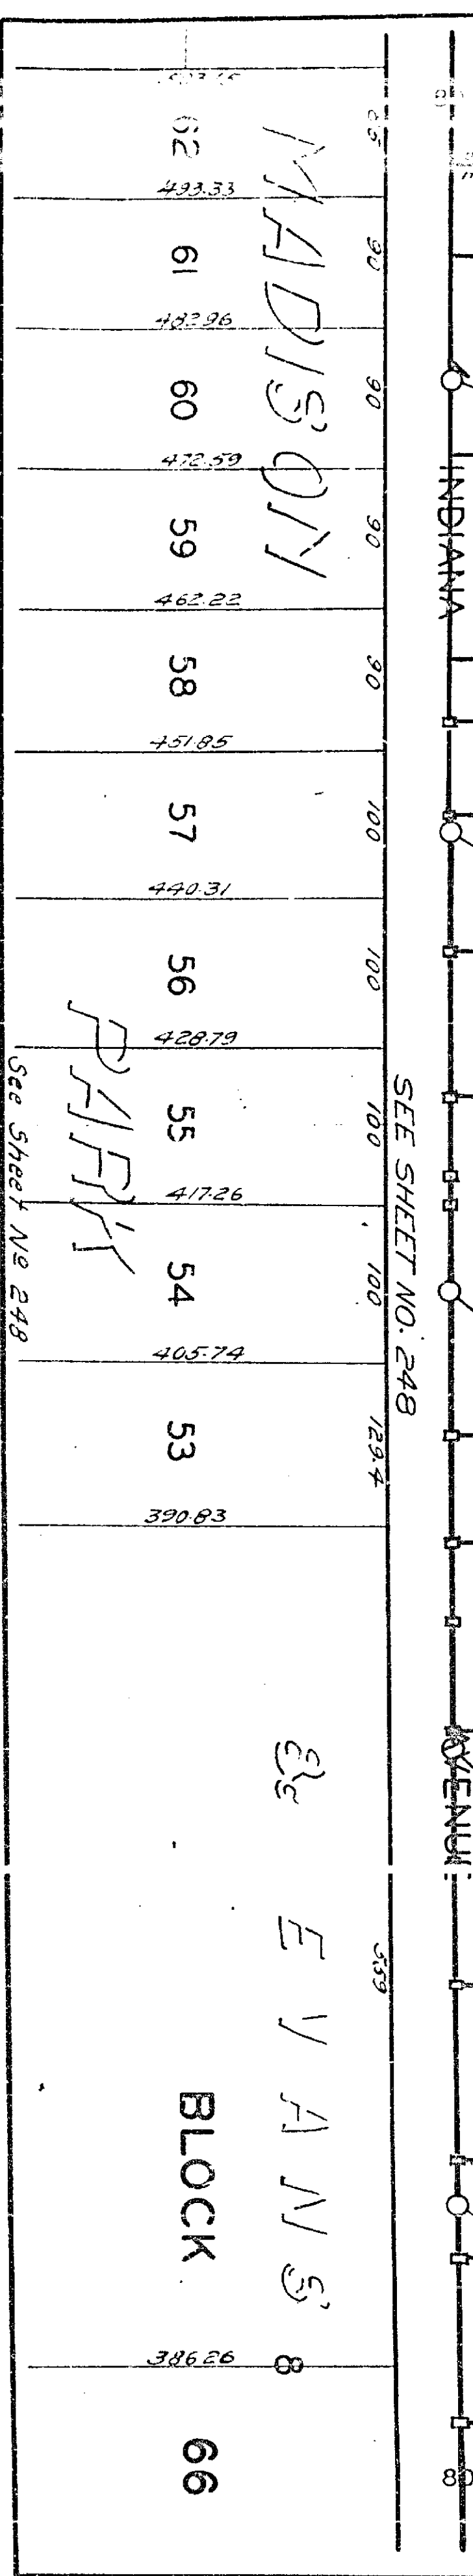 INDIANA AVENUE
SEE SHEET NO. 248
90 90 90 90 100 100 100 100 129.4 559
MADISON & EVANS
PARK
62 61 60 59 58 57 56 55 54 53
BLOCK 66
8
493.33 482.96 472.59 462.22 451.85 440.31 428.79 417.26 405.74 390.83 386.26
See Sheet Nº 248